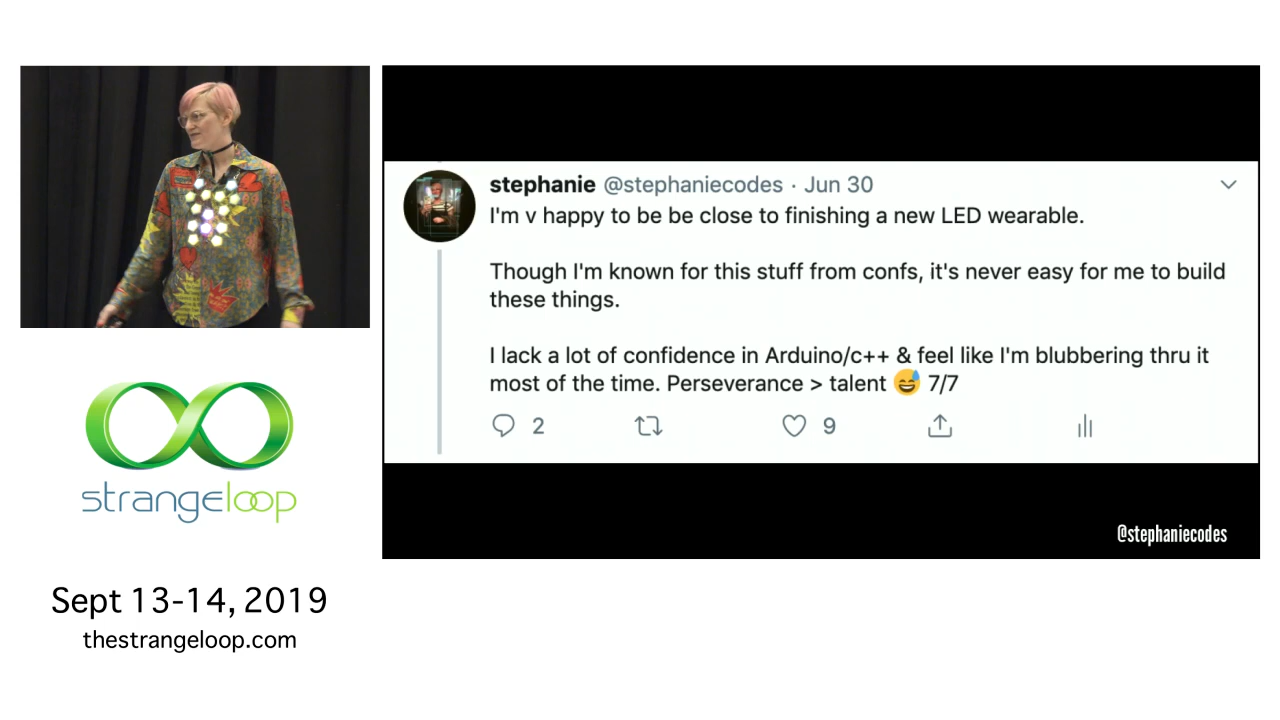 stephanie @stephaniecodes · Jun 30
I'm v happy to be be close to finishing a new LED wearable.
Though I'm known for this stuff from confs, it's never easy for me to build
these things.
I lack a lot of confidence in Arduino/c++ & feel like I'm blubbering thru it
most of the time. Perseverance > talent 😅 7/7
2
9
@stephaniecodes
strangeloop
Sept 13-14, 2019
thestrangeloop.com